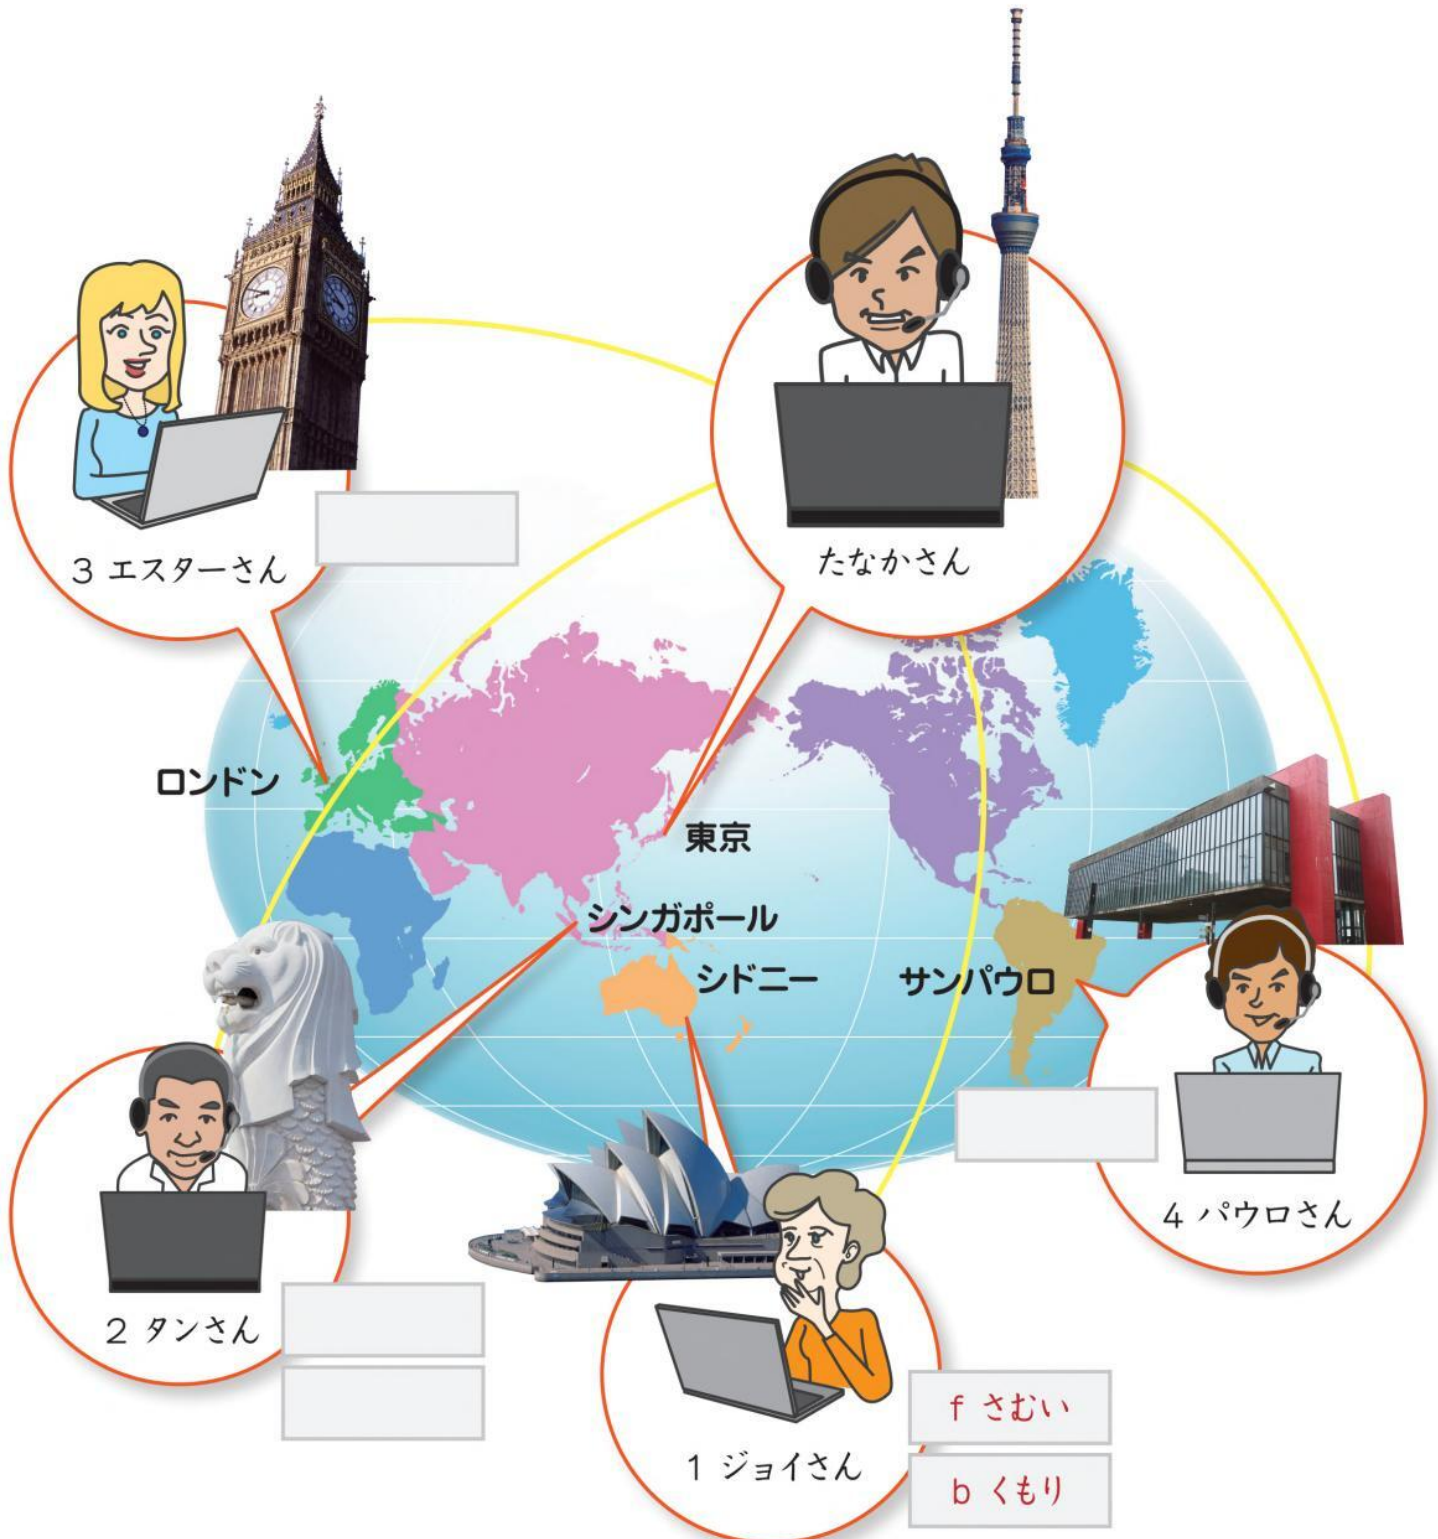 3 エスターさん
たなかさん
ロンドン
東京
シンガポール
シドニー
サンパウロ
4 パウロさん
2 タンさん
1 ジョイさん
f さむい
b くもり